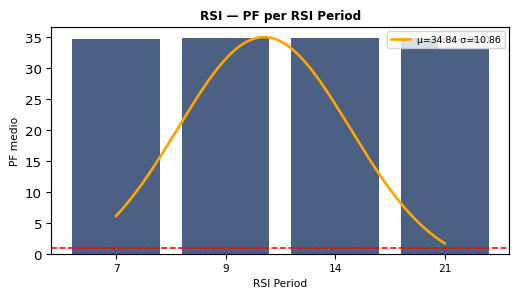 RSI — PF per RSI Period
μ=34.84 σ=10.86
PF medio
35
30
25
20
15
10
5
0
7 9 14 21
RSI Period